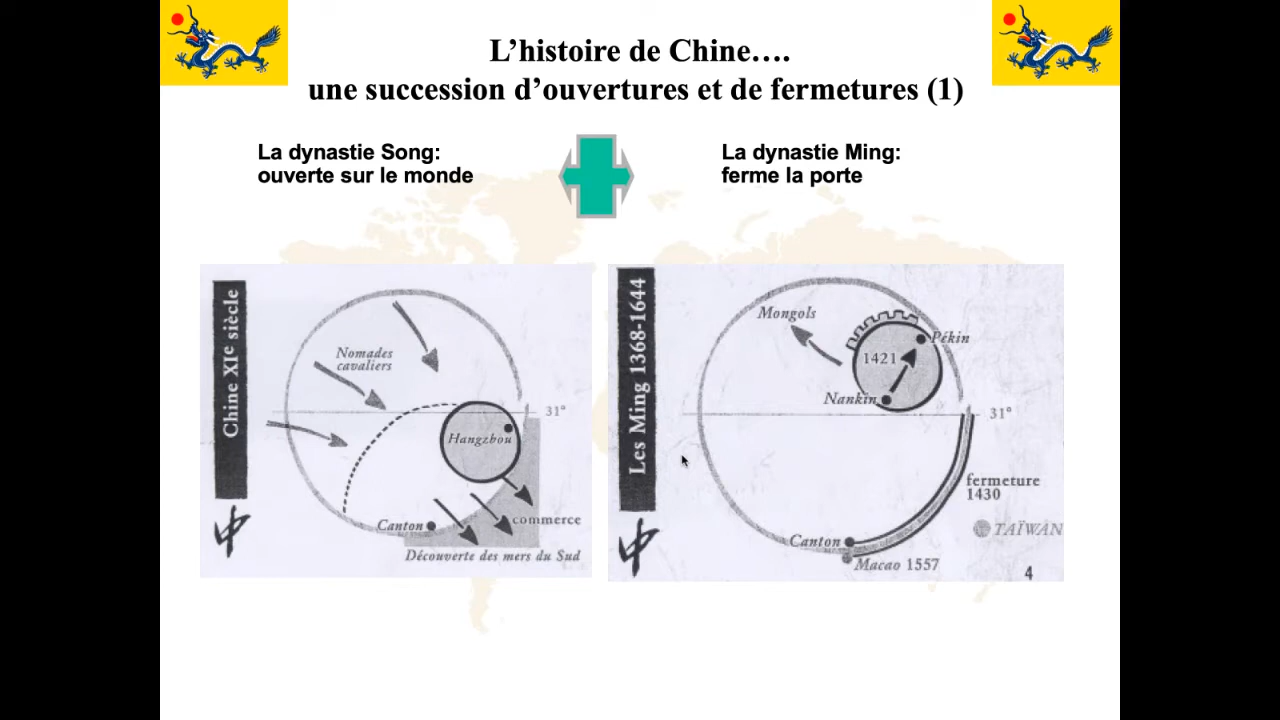 L’histoire de Chine….
une succession d’ouvertures et de fermetures (1)
La dynastie Song:
ouverte sur le monde
La dynastie Ming:
ferme la porte
Chine XIe siècle
Nomades
cavaliers
31°
Hangzhou
commerce
Canton
Découverte des mers du Sud
中
Les Ming 1368-1644
Mongols
Pékin
1421
Nankin
31°
fermeture
1430
TAÏWAN
Canton
Macao 1557
中
4